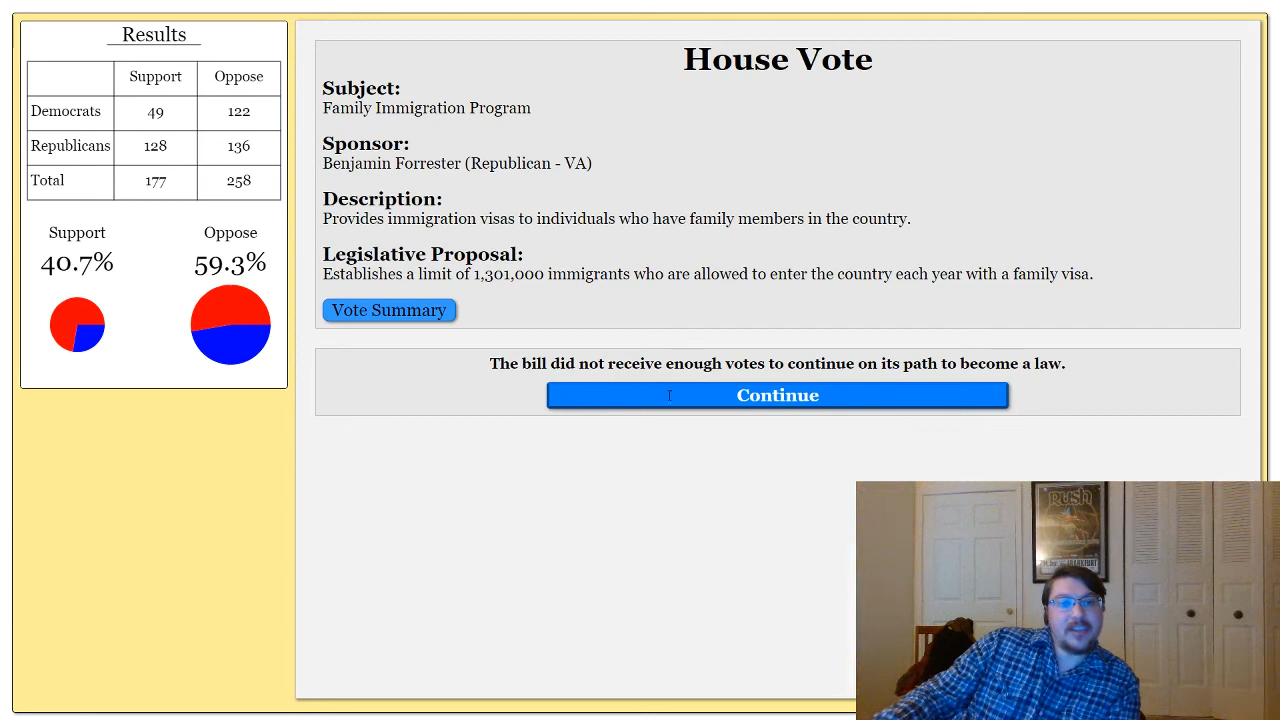 Results
Support Oppose
Democrats 49 122
Republicans 128 136
Total 177 258
Support Oppose
40.7% 59.3%
House Vote
Subject:
Family Immigration Program
Sponsor:
Benjamin Forrester (Republican - VA)
Description:
Provides immigration visas to individuals who have family members in the country.
Legislative Proposal:
Establishes a limit of 1,301,000 immigrants who are allowed to enter the country each year with a family visa.
Vote Summary
The bill did not receive enough votes to continue on its path to become a law.
Continue
RUSH